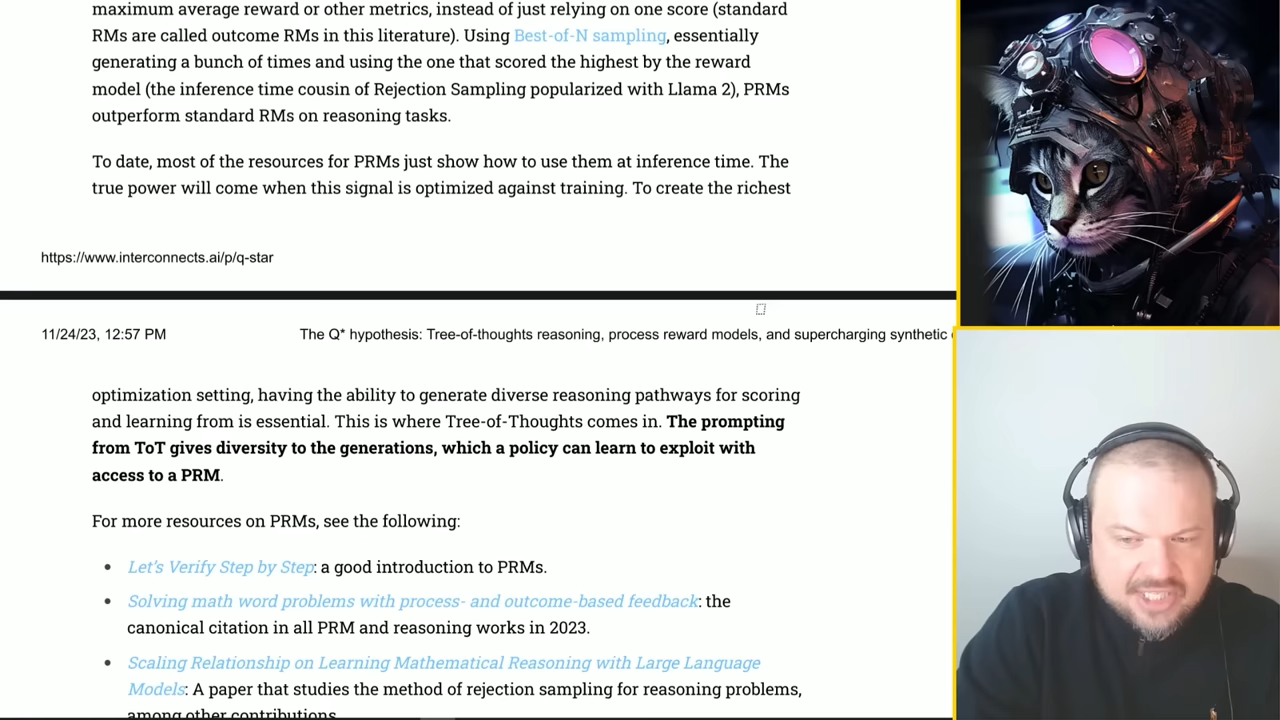 maximum average reward or other metrics, instead of just relying on one score (standard
RMs are called outcome RMs in this literature). Using Best-of-N sampling, essentially
generating a bunch of times and using the one that scored the highest by the reward
model (the inference time cousin of Rejection Sampling popularized with Llama 2), PRMs
outperform standard RMs on reasoning tasks.
To date, most of the resources for PRMs just show how to use them at inference time. The
true power will come when this signal is optimized against training. To create the richest
https://www.interconnects.ai/p/q-star
11/24/23, 12:57 PM
The Q* hypothesis: Tree-of-thoughts reasoning, process reward models, and supercharging synthetic
optimization setting, having the ability to generate diverse reasoning pathways for scoring
and learning from is essential. This is where Tree-of-Thoughts comes in. The prompting
from ToT gives diversity to the generations, which a policy can learn to exploit with
access to a PRM.
For more resources on PRMs, see the following:
• Let's Verify Step by Step: a good introduction to PRMs.
• Solving math word problems with process- and outcome-based feedback: the
canonical citation in all PRM and reasoning works in 2023.
• Scaling Relationship on Learning Mathematical Reasoning with Large Language
Models: A paper that studies the method of rejection sampling for reasoning problems,
among other contributions.